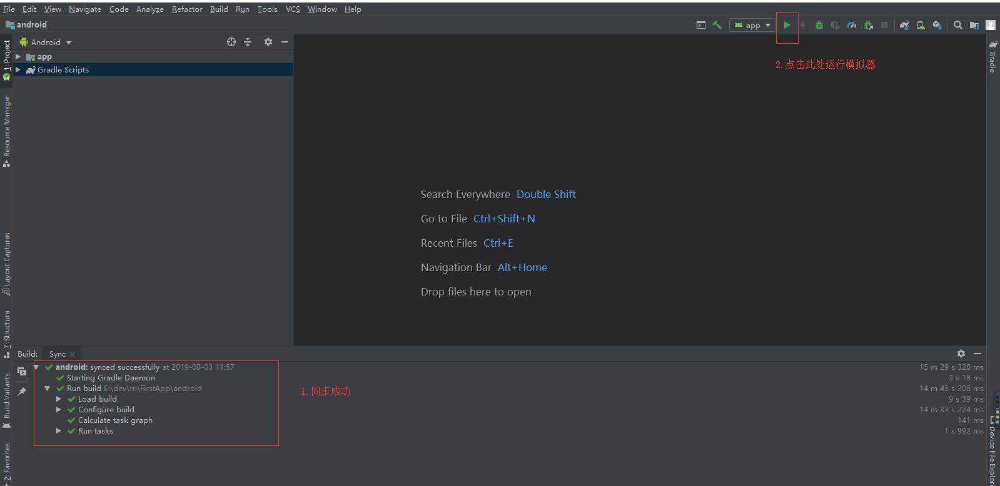 File Edit View Navigate Code Analyze Refactor Build Run Tools VCS Window Help
android
app
Android
app
Gradle Scripts
1: Project
Resource Manager
Layout Captures
7: Structure
Build Variants
2: Favorites
2. 点击此处运行模拟器
Gradle
Search Everywhere Double Shift
Go to File Ctrl+Shift+N
Recent Files Ctrl+E
Navigation Bar Alt+Home
Drop files here to open
Build: Sync
android: synced successfully at 2019-08-03 11:57 15 m 29 s 328 ms
Starting Gradle Daemon 3 s 18 ms
Run build E:\dev\rn\FirstApp\android 14 m 45 s 306 ms
Load build 9 s 39 ms
Configure build 14 m 33 s 224 ms
Calculate task graph 141 ms
Run tasks 1 s 992 ms
1. 同步成功
Device File Explore